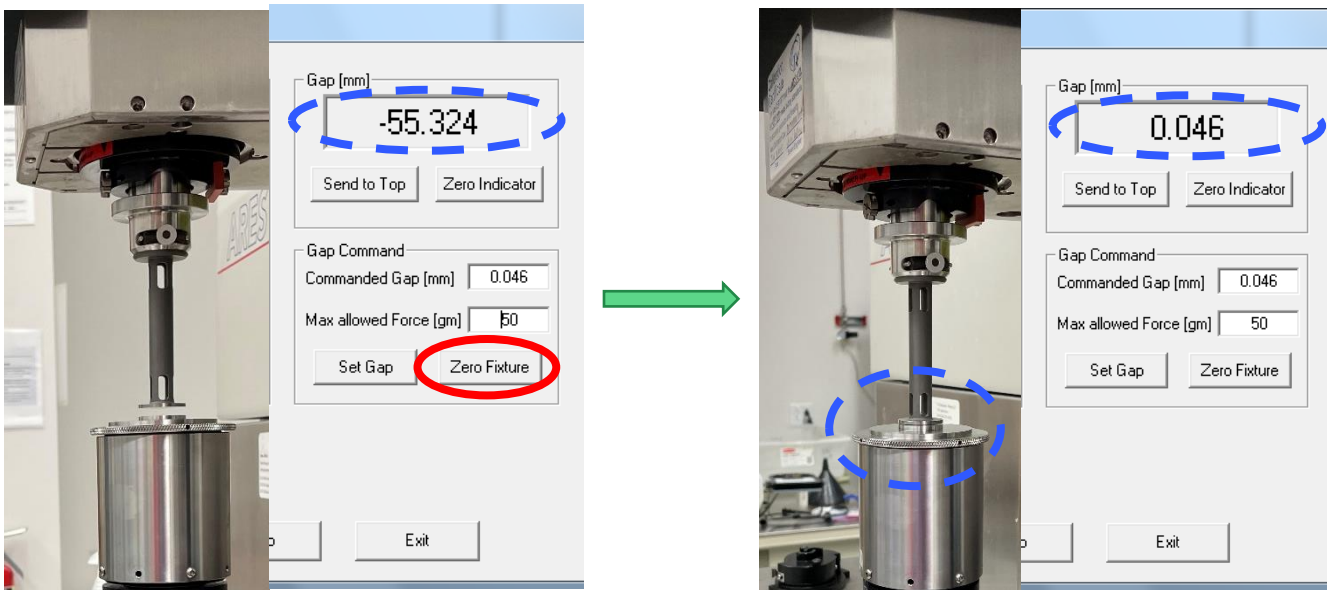 ARES
Gap [mm]
-55.324
Send to Top
Zero Indicator
Gap Command
Commanded Gap [mm]
0.046
Max allowed Force [gm]
50
Set Gap
Zero Fixture
Exit
Gap [mm]
0.046
Send to Top
Zero Indicator
Gap Command
Commanded Gap [mm]
0.046
Max allowed Force [gm]
50
Set Gap
Zero Fixture
Exit